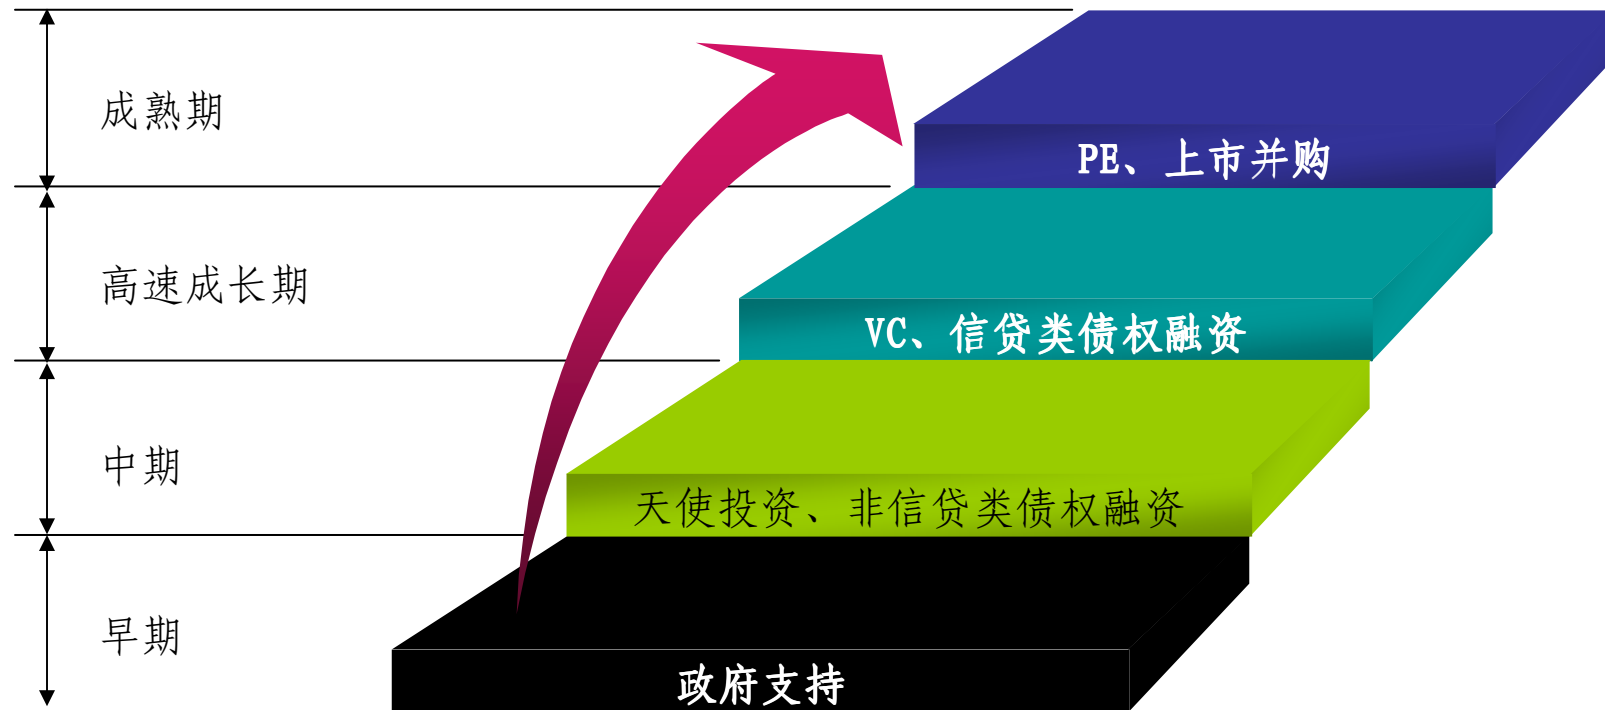 成熟期
PE、上市并购
高速成长期
VC、信贷类债权融资
中期
天使投资、非信贷类债权融资
早期
政府支持